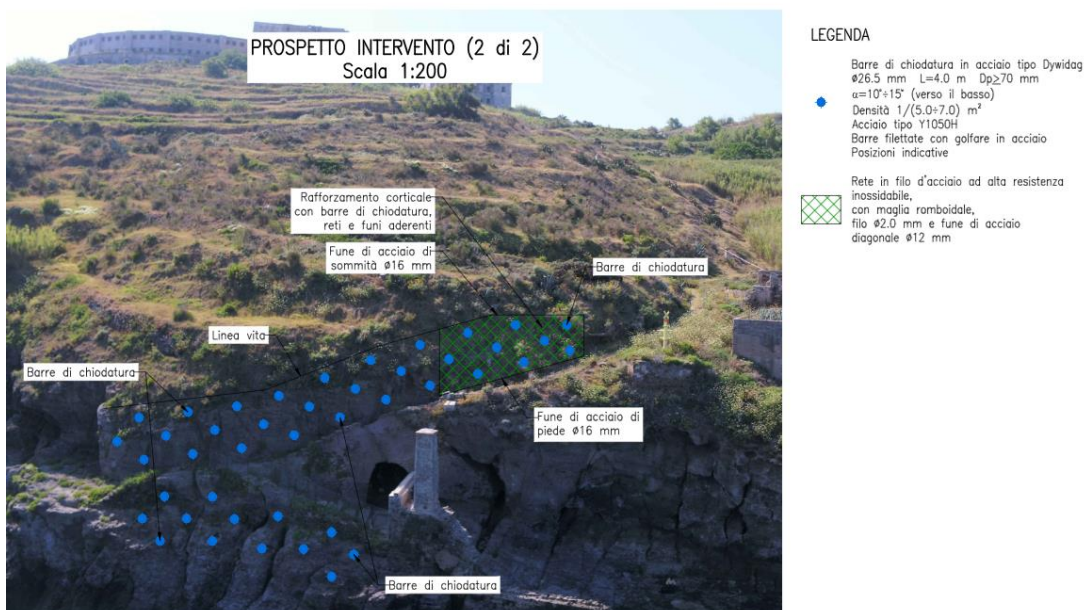 PROSPETTO INTERVENTO (2 di 2)
Scala 1:200
Rafforzamento corticale
con barre di chiodatura,
reti e funi aderenti
Fune di acciaio di
sommità ø16 mm
Barre di chiodatura
Linea vita
Barre di chiodatura
Fune di acciaio di
piede ø16 mm
Barre di chiodatura
LEGENDA
Barre di chiodatura in acciaio tipo Dywidag
ø26.5 mm L=4.0 m Dp≥70 mm
α=10°÷15° (verso il basso)
Densità 1/(5.0÷7.0) m²
Acciaio tipo Y1050H
Barre filettate con golfare in acciaio
Posizioni indicative
Rete in filo d'acciaio ad alta resistenza
inossidabile,
con maglia romboidale,
filo ø2.0 mm e fune di acciaio
diagonale ø12 mm